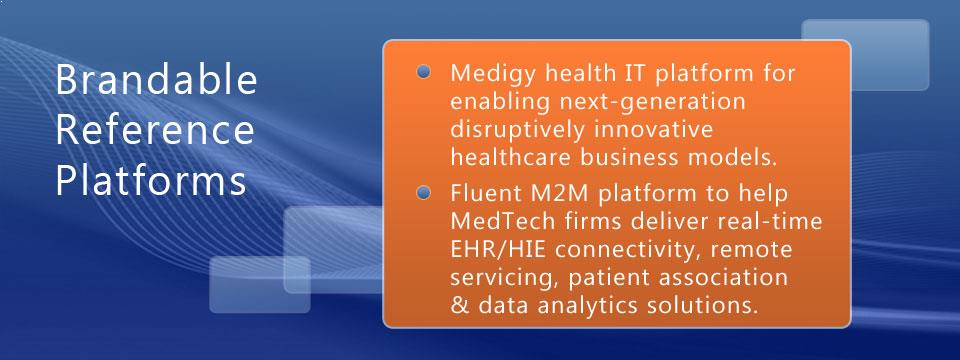 Brandable
Reference
Platforms
Medigy health IT platform for
enabling next-generation
disruptively innovative
healthcare business models.
Fluent M2M platform to help
MedTech firms deliver real-time
EHR/HIE connectivity, remote
servicing, patient association
& data analytics solutions.